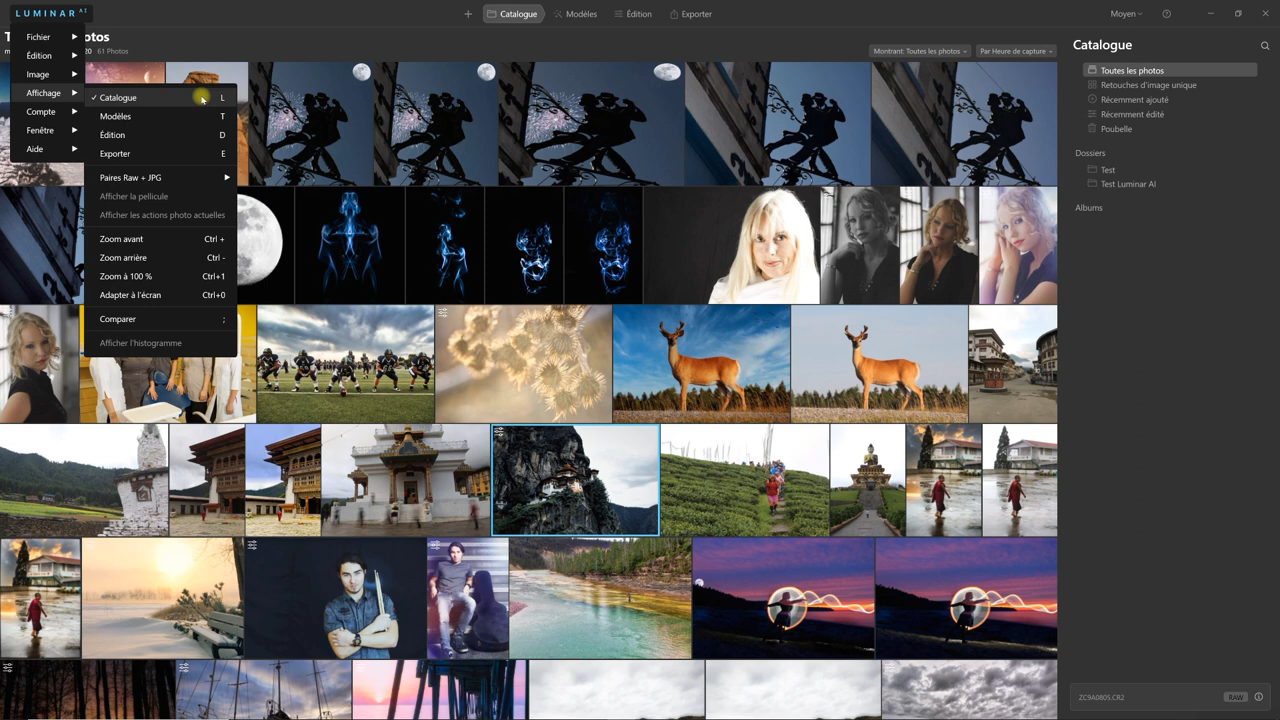 LUMINAR AI
Catalogue
Modèles
Édition
Exporter
Moyen
otos
61 Photos
Montrant: Toutes les photos
Par Heure de capture
Fichier
Édition
Image
Affichage
Compte
Fenêtre
Aide
✓ Catalogue L
Modèles T
Édition D
Exporter E
Paires Raw + JPG
Afficher la pellicule
Afficher les actions photo actuelles
Zoom avant Ctrl +
Zoom arrière Ctrl -
Zoom à 100 % Ctrl+1
Adapter à l'écran Ctrl+0
Comparer ;
Afficher l'histogramme
Catalogue
Toutes les photos
Retouches d'image unique
Récemment ajouté
Récemment édité
Poubelle
Dossiers
Test
Test Luminar AI
Albums
ZC9A0805.CR2
RAW